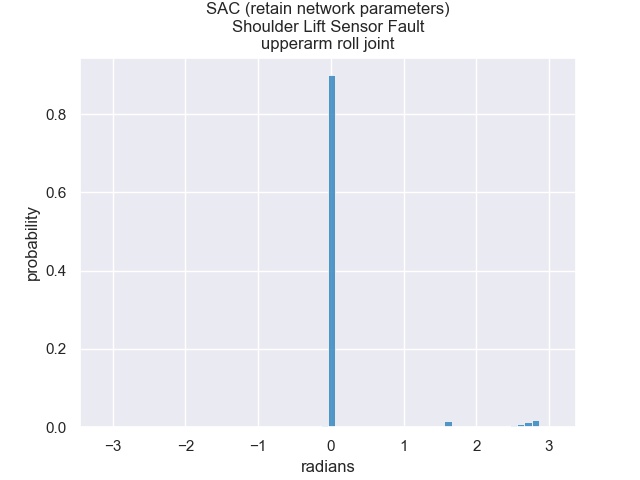 SAC (retain network parameters)
Shoulder Lift Sensor Fault
upperarm roll joint
probability
0.8
0.6
0.4
0.2
0.0
−3 −2 −1 0 1 2 3
radians